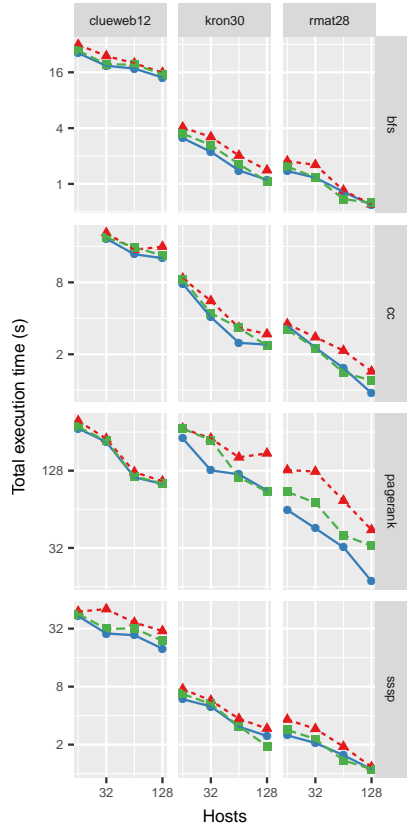 clueweb12 kron30 rmat28
16
4
1
bfs
8
2
cc
Total execution time (s)
128
32
pagerank
32
8
2
sssp
32 128 32 128 32 128
Hosts